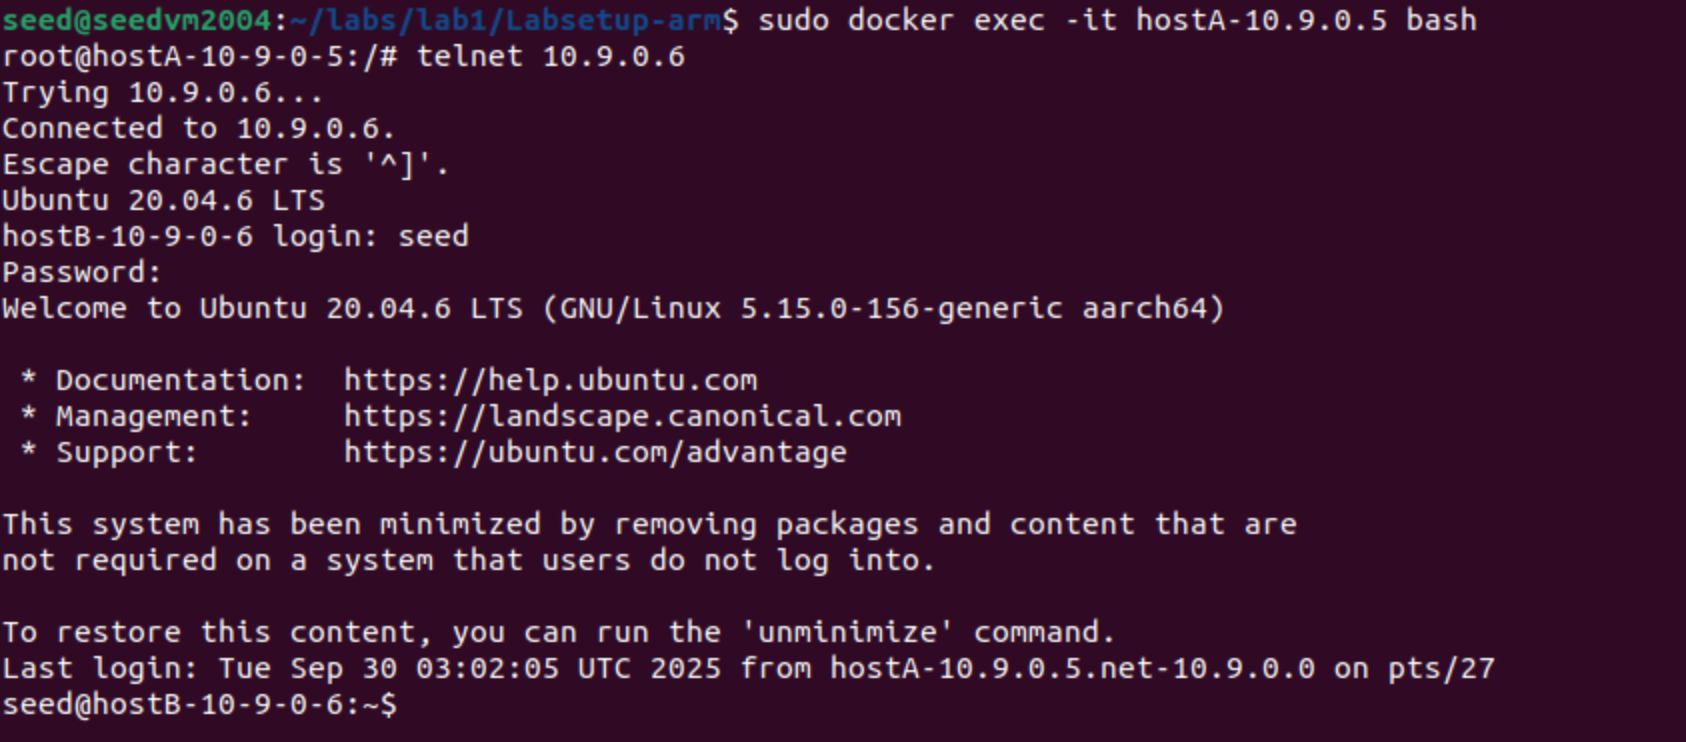 seed@seedvm2004:~/labs/lab1/Labsetup-arm$ sudo docker exec -it hostA-10.9.0.5 bash
root@hostA-10-9-0-5:/# telnet 10.9.0.6
Trying 10.9.0.6...
Connected to 10.9.0.6.
Escape character is '^]'.
Ubuntu 20.04.6 LTS
hostB-10-9-0-6 login: seed
Password:
Welcome to Ubuntu 20.04.6 LTS (GNU/Linux 5.15.0-156-generic aarch64)

 * Documentation:  https://help.ubuntu.com
 * Management:     https://landscape.canonical.com
 * Support:        https://ubuntu.com/advantage

This system has been minimized by removing packages and content that are
not required on a system that users do not log into.

To restore this content, you can run the 'unminimize' command.
Last login: Tue Sep 30 03:02:05 UTC 2025 from hostA-10.9.0.5.net-10.9.0.0 on pts/27
seed@hostB-10-9-0-6:~$